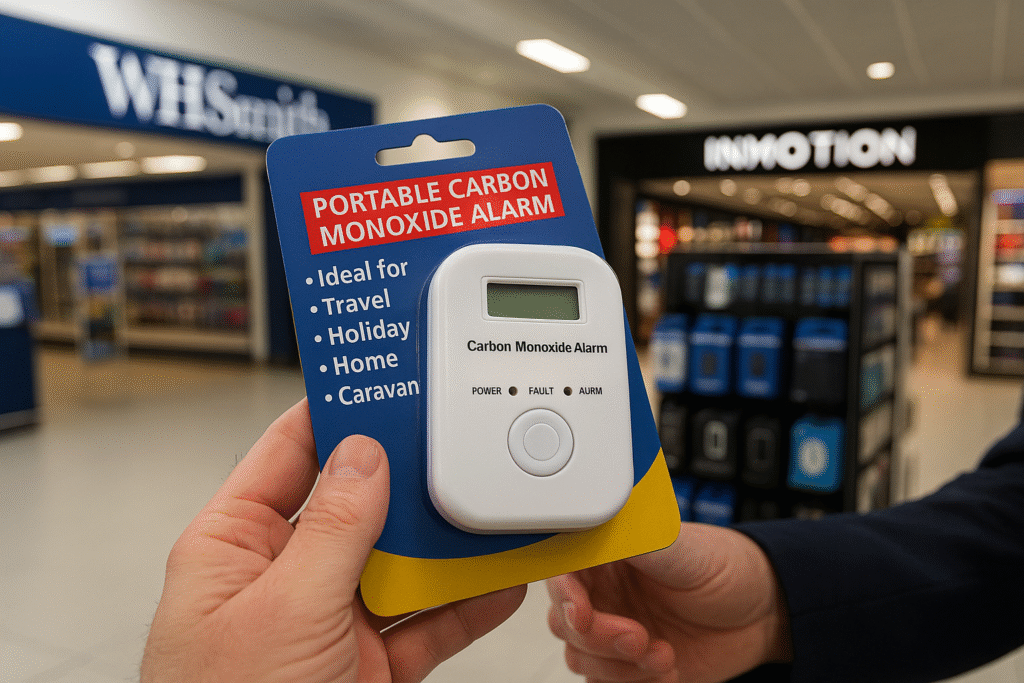 WHSmith
INMOTION
PORTABLE CARBON
MONOXIDE ALARM
• Ideal for
• Travel
• Holiday
• Home
• Caravan
Carbon Monoxide Alarm
POWER FAULT AURM